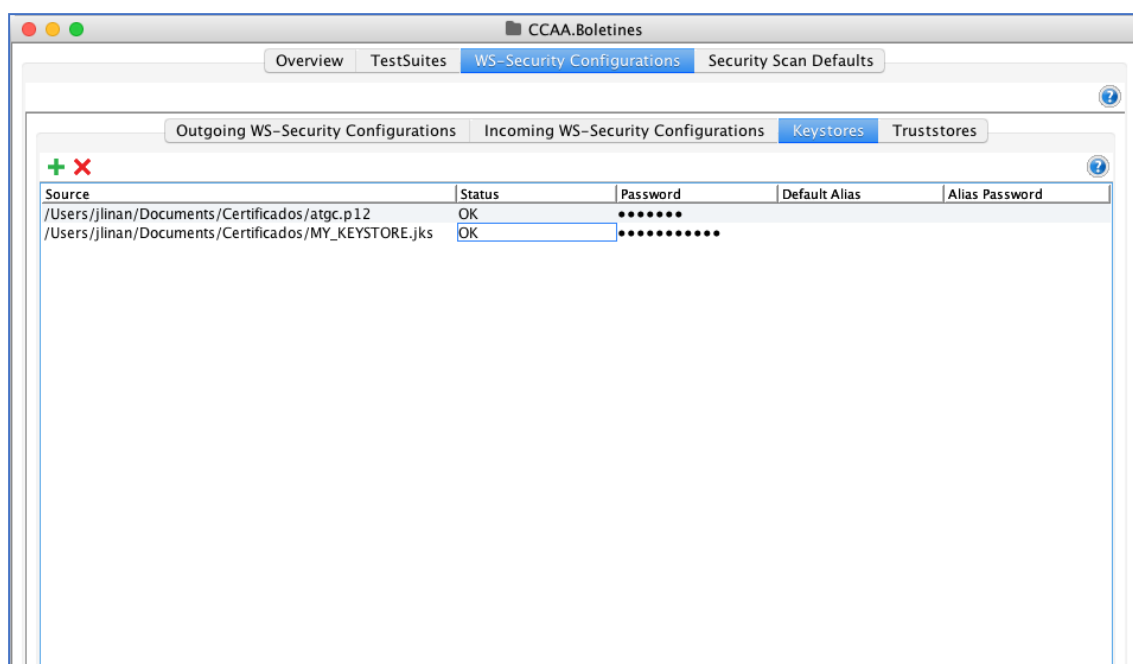 CCAA.Boletines
Overview TestSuites WS-Security Configurations Security Scan Defaults
?
Outgoing WS-Security Configurations Incoming WS-Security Configurations Keystores Truststores
?
Source Status Password Default Alias Alias Password
/Users/jlinan/Documents/Certificados/atgc.p12 OK •••••••
/Users/jlinan/Documents/Certificados/MY_KEYSTORE.jks OK •••••••••••